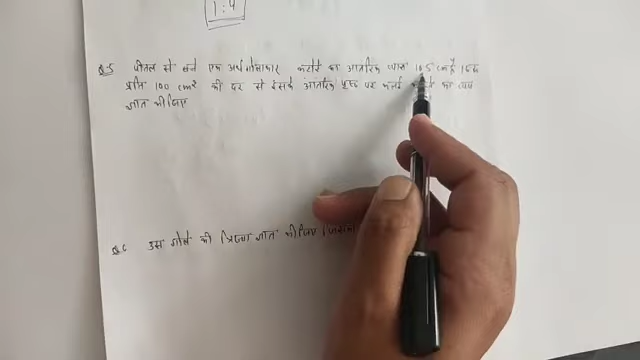 1:4
Q.5 पीतल से बने एक अर्धगोलाकार कटोरे का आंतरिक व्यास 10.5 cm है।
प्रति 100 cm² की दर से इसके आंतरिक पृष्ठ पर कलई का व्यय
ज्ञात कीजिए
Q.6 उस गोले की त्रिज्या ज्ञात कीजिए जिसका